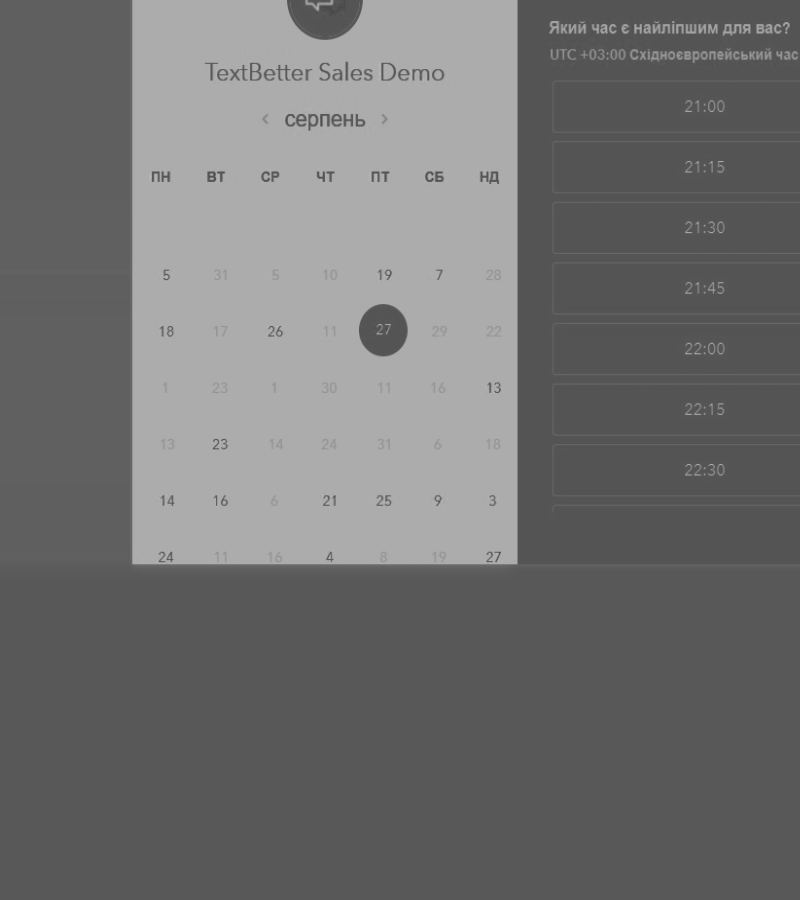 TextBetter Sales Demo
< серпень >
ПН ВТ СР ЧТ ПТ СБ НД
5 31 5 10 19 7 28
18 17 26 11 27 29 22
1 23 1 30 11 16 13
13 23 14 24 31 6 18
14 16 6 21 25 9 3
24 11 16 4 8 19 27
Який час є найліпшим для вас?
UTC +03:00 Східноєвропейський час
21:00
21:15
21:30
21:45
22:00
22:15
22:30